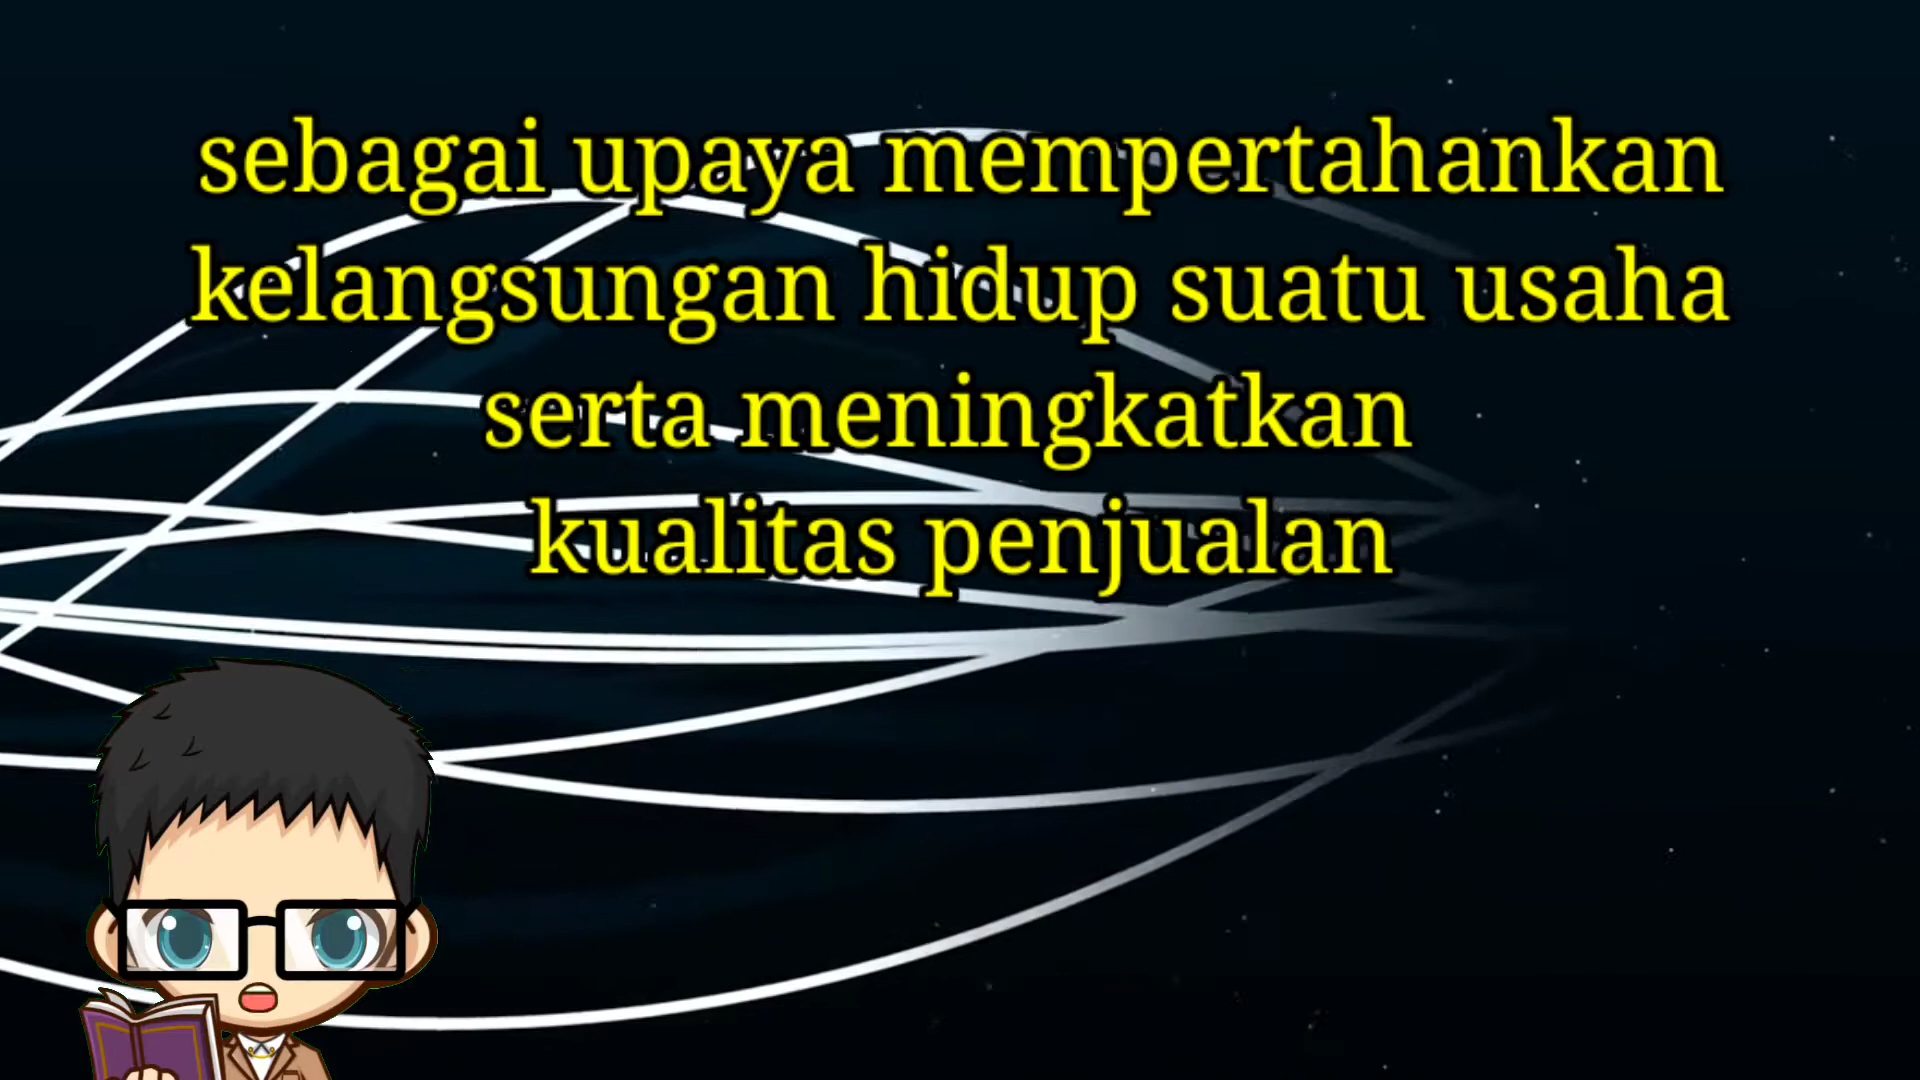 sebagai upaya mempertahankan
kelangsungan hidup suatu usaha
serta meningkatkan
kualitas penjualan